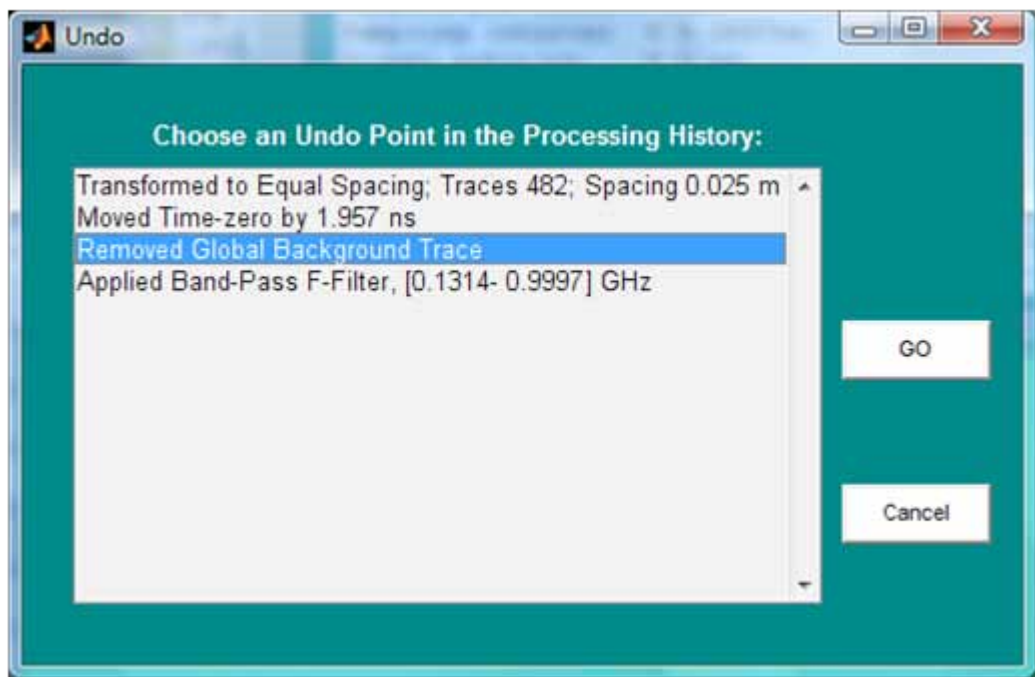 Undo
Choose an Undo Point in the Processing History:
Transformed to Equal Spacing; Traces 482; Spacing 0.025 m
Moved Time-zero by 1.957 ns
Removed Global Background Trace
Applied Band-Pass F-Filter, [0.1314- 0.9997] GHz
GO
Cancel